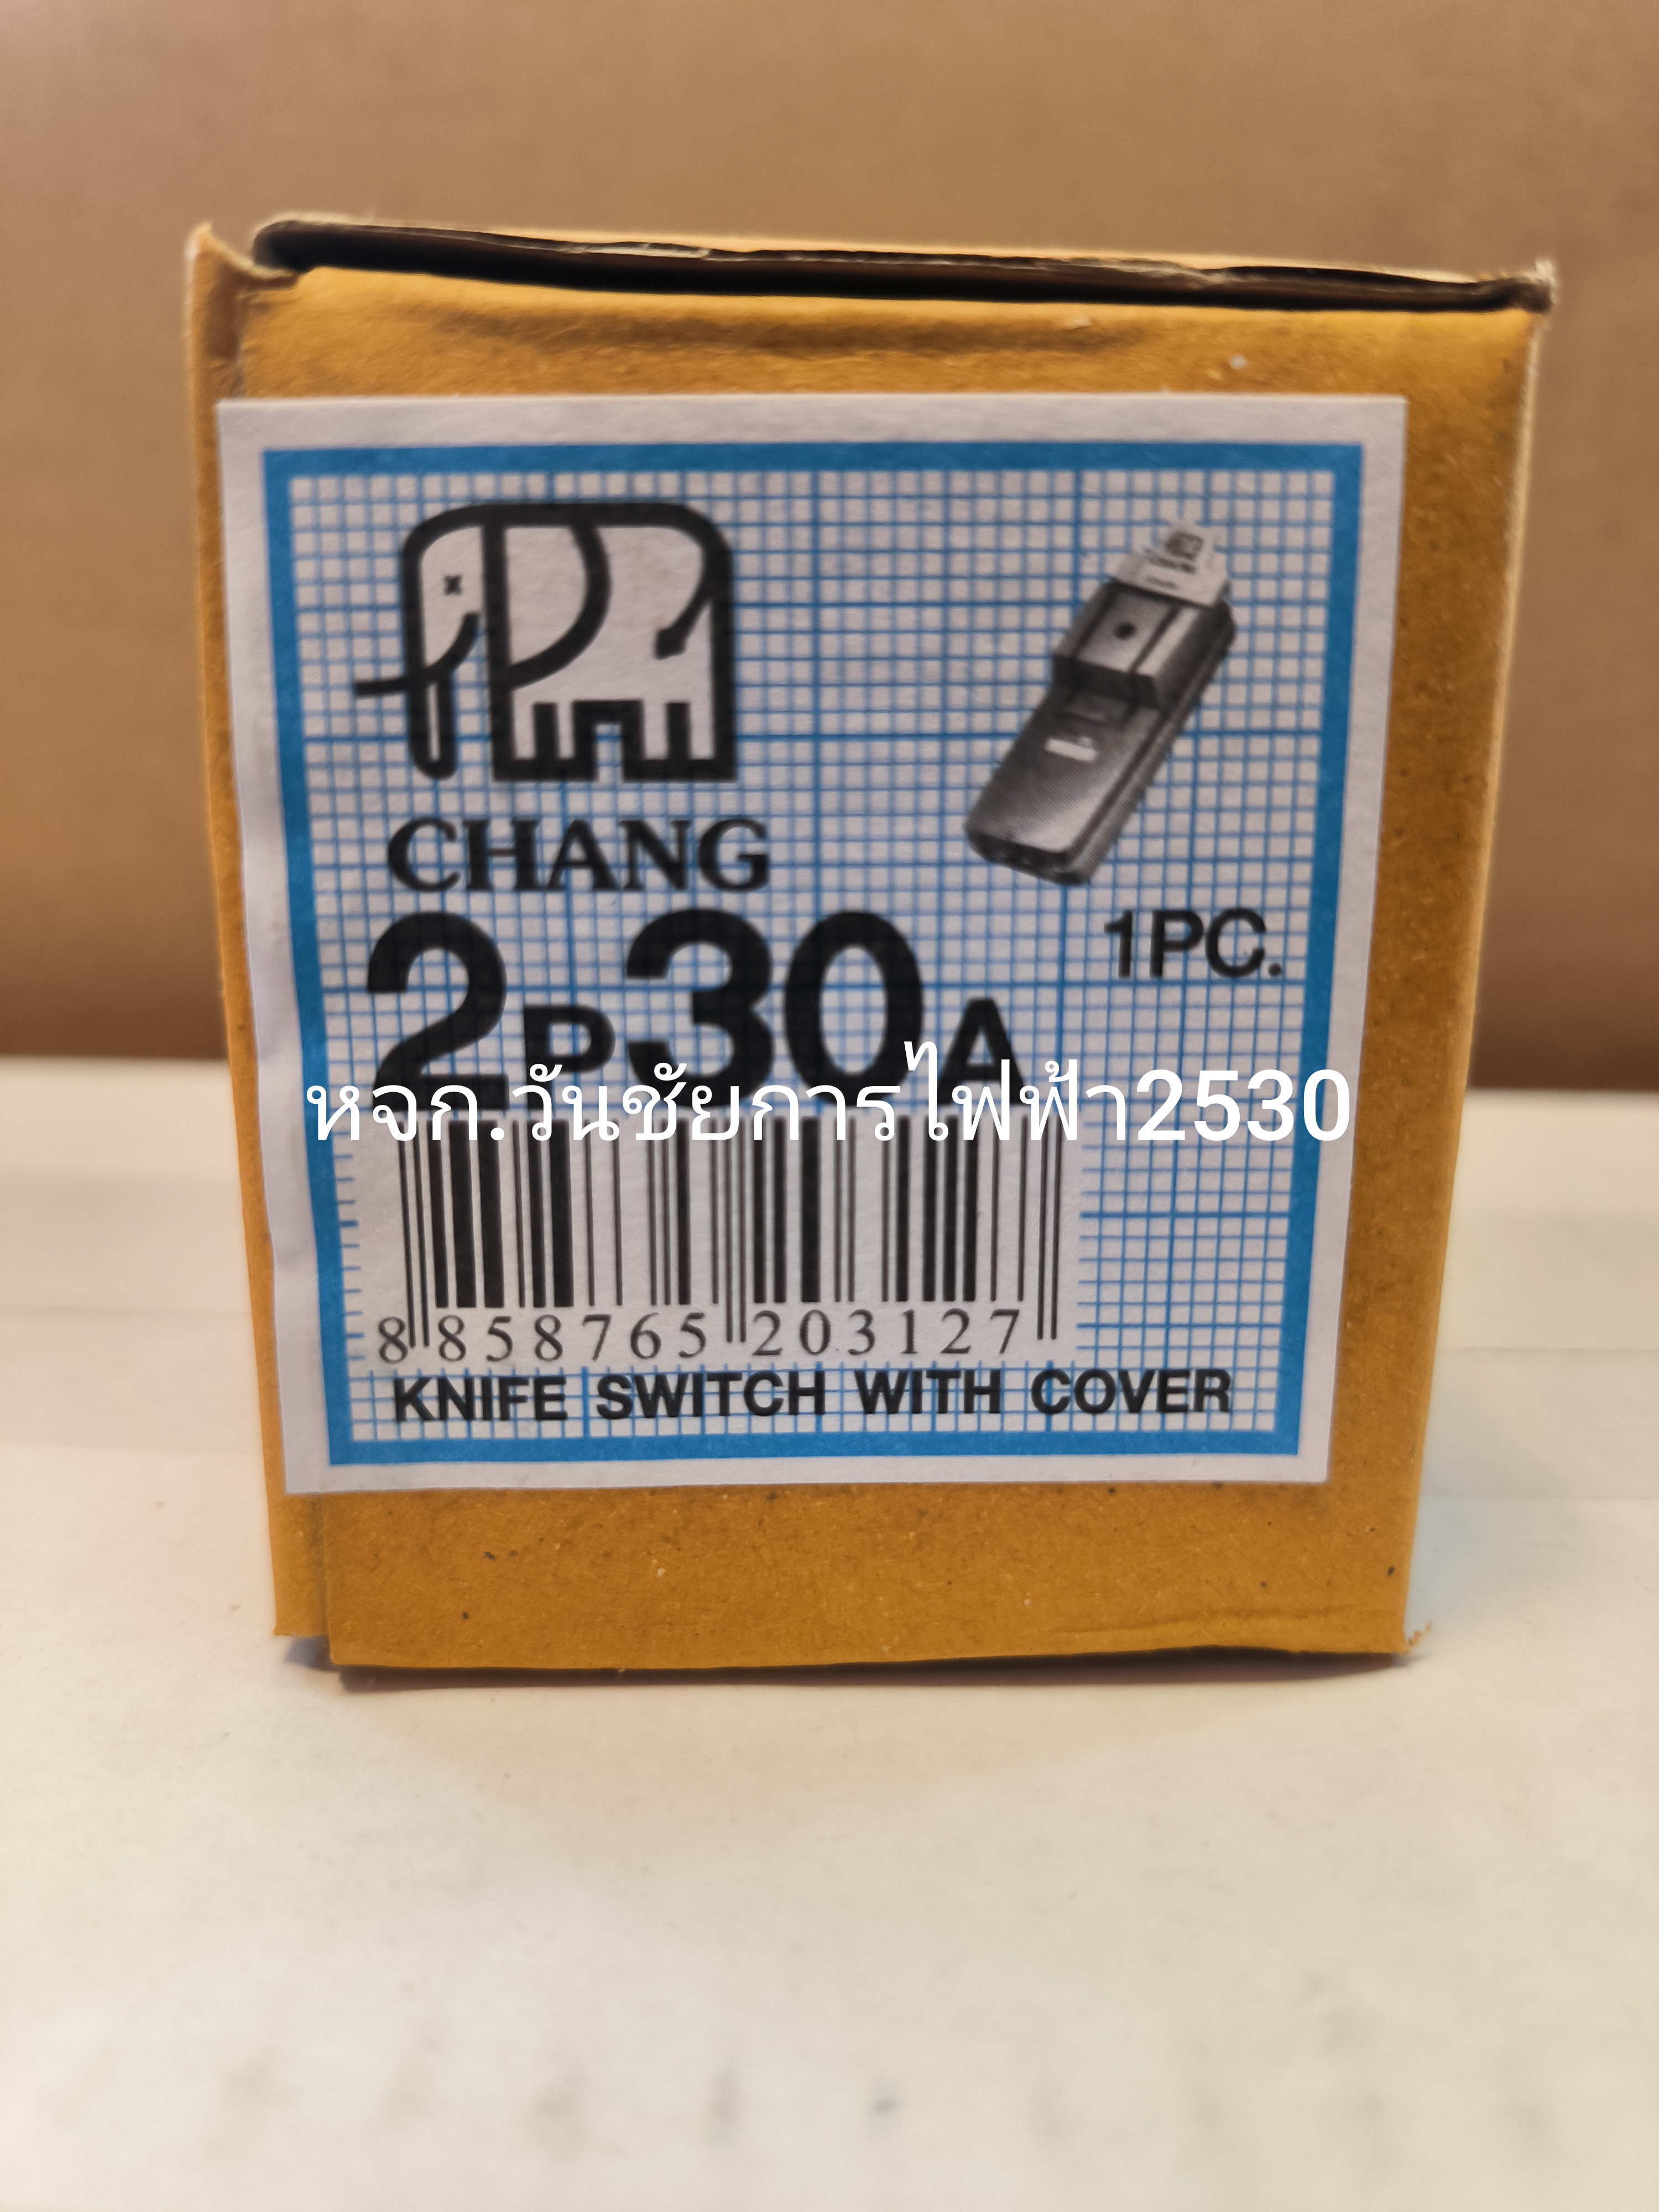 CHANG
1PC.
2P30A
หจก.วันชัยการไฟฟ้า2530
8 858765 203127
KNIFE SWITCH WITH COVER